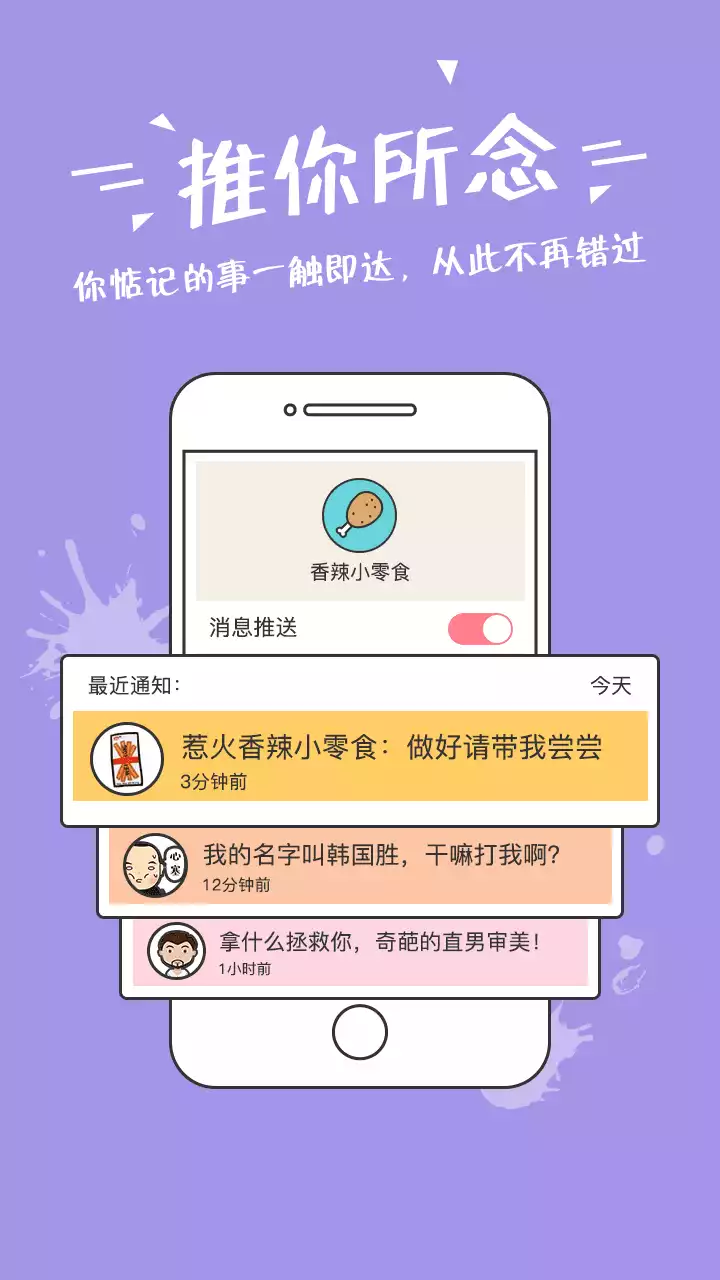 推你所念
你惦记的事一触即达，从此不再错过
香辣小零食
消息推送
最近通知：
今天
惹火香辣小零食：做好请带我尝尝
3分钟前
心塞
我的名字叫韩国胜，干嘛打我啊？
12分钟前
拿什么拯救你，奇葩的直男审美！
1小时前